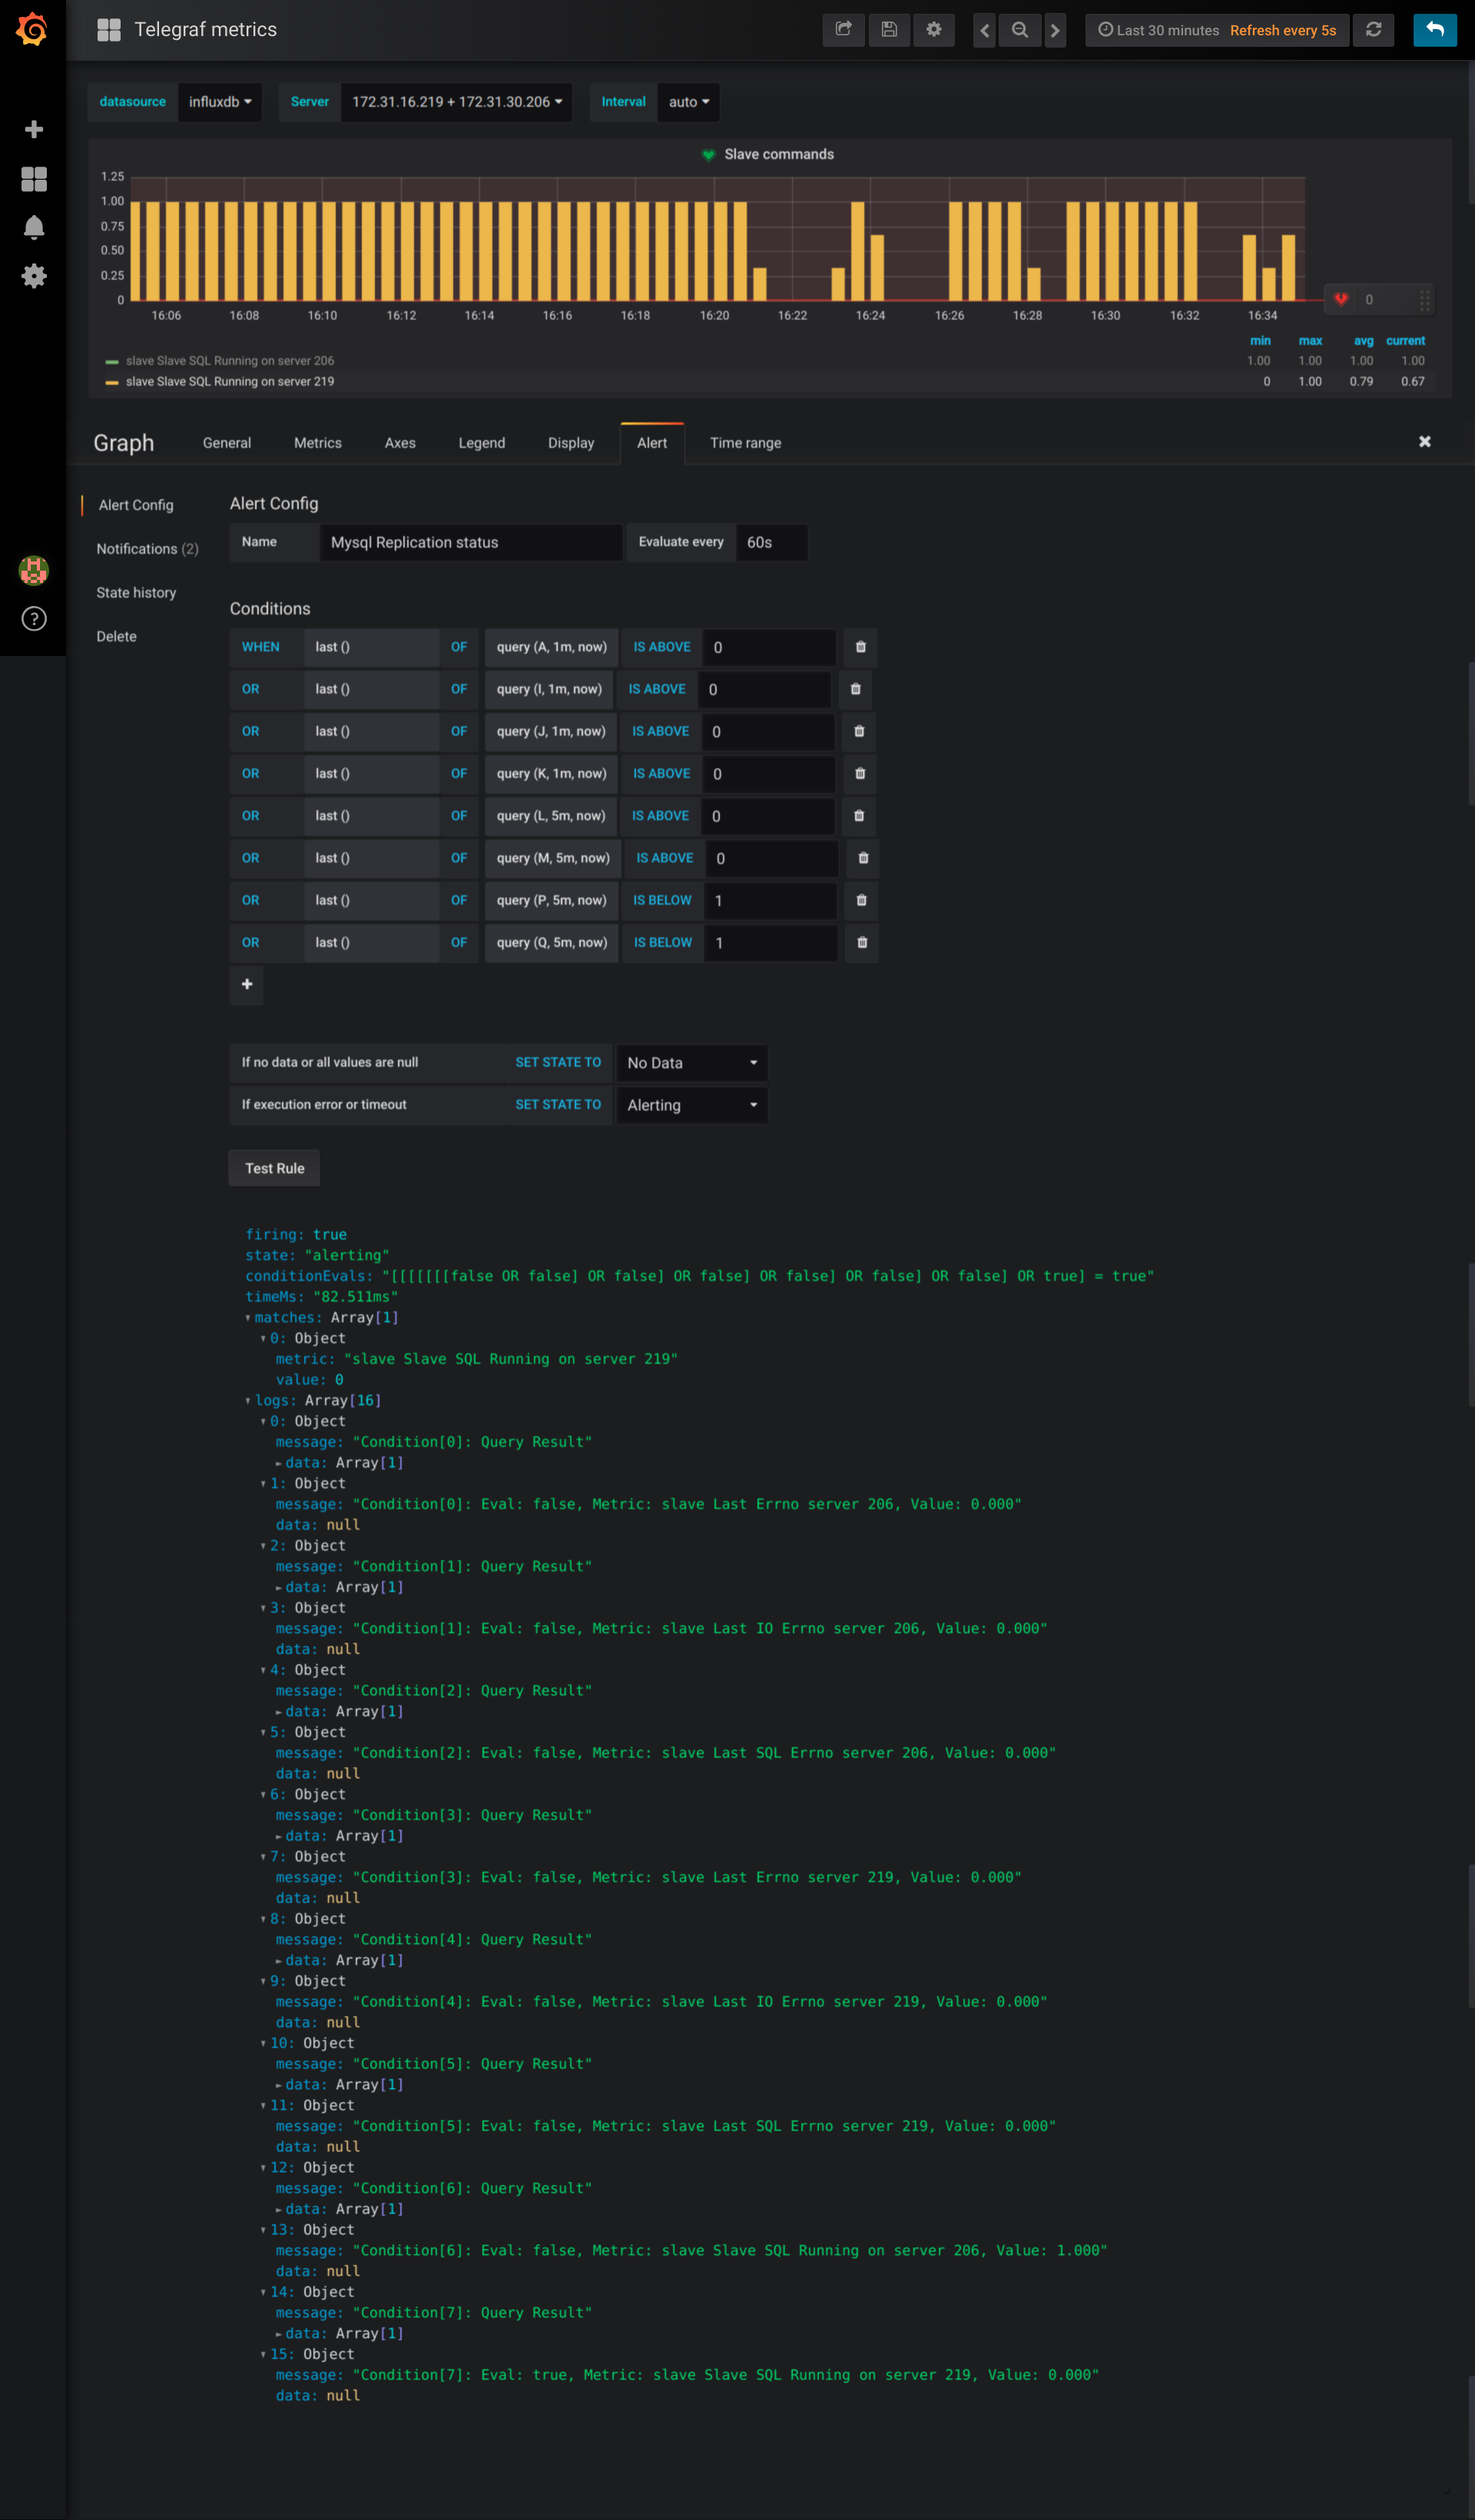 Telegraf metrics
Last 30 minutes Refresh every 5s
datasource influxdb Server 172.31.16.219 + 172.31.30.206 Interval auto
Slave commands
1.25
1.00
0.75
0.50
0.25
0
0
16:06 16:08 16:10 16:12 16:14 16:16 16:18 16:20 16:22 16:24 16:26 16:28 16:30 16:32 16:34
min max avg current
slave Slave SQL Running on server 206 1.00 1.00 1.00 1.00
slave Slave SQL Running on server 219 0 1.00 0.79 0.67
Graph General Metrics Axes Legend Display Alert Time range
Alert Config
Notifications (2)
State history
Delete
Alert Config
Name Mysql Replication status Evaluate every 60s
Conditions
WHEN last () OF query (A, 1m, now) IS ABOVE 0
OR last () OF query (I, 1m, now) IS ABOVE 0
OR last () OF query (J, 1m, now) IS ABOVE 0
OR last () OF query (K, 1m, now) IS ABOVE 0
OR last () OF query (L, 5m, now) IS ABOVE 0
OR last () OF query (M, 5m, now) IS ABOVE 0
OR last () OF query (P, 5m, now) IS BELOW 1
OR last () OF query (Q, 5m, now) IS BELOW 1
If no data or all values are null SET STATE TO No Data
If execution error or timeout SET STATE TO Alerting
Test Rule
firing: true
state: "alerting"
conditionEvals: "[[[[[[[false OR false] OR false] OR false] OR false] OR false] OR false] OR true] = true"
timeMs: "82.511ms"
matches: Array[1]
0: Object
metric: "slave Slave SQL Running on server 219"
value: 0
logs: Array[16]
0: Object
message: "Condition[0]: Query Result"
data: Array[1]
1: Object
message: "Condition[0]: Eval: false, Metric: slave Last Errno server 206, Value: 0.000"
data: null
2: Object
message: "Condition[1]: Query Result"
data: Array[1]
3: Object
message: "Condition[1]: Eval: false, Metric: slave Last IO Errno server 206, Value: 0.000"
data: null
4: Object
message: "Condition[2]: Query Result"
data: Array[1]
5: Object
message: "Condition[2]: Eval: false, Metric: slave Last SQL Errno server 206, Value: 0.000"
data: null
6: Object
message: "Condition[3]: Query Result"
data: Array[1]
7: Object
message: "Condition[3]: Eval: false, Metric: slave Last Errno server 219, Value: 0.000"
data: null
8: Object
message: "Condition[4]: Query Result"
data: Array[1]
9: Object
message: "Condition[4]: Eval: false, Metric: slave Last IO Errno server 219, Value: 0.000"
data: null
10: Object
message: "Condition[5]: Query Result"
data: Array[1]
11: Object
message: "Condition[5]: Eval: false, Metric: slave Last SQL Errno server 219, Value: 0.000"
data: null
12: Object
message: "Condition[6]: Query Result"
data: Array[1]
13: Object
message: "Condition[6]: Eval: false, Metric: slave Slave SQL Running on server 206, Value: 1.000"
data: null
14: Object
message: "Condition[7]: Query Result"
data: Array[1]
15: Object
message: "Condition[7]: Eval: true, Metric: slave Slave SQL Running on server 219, Value: 0.000"
data: null